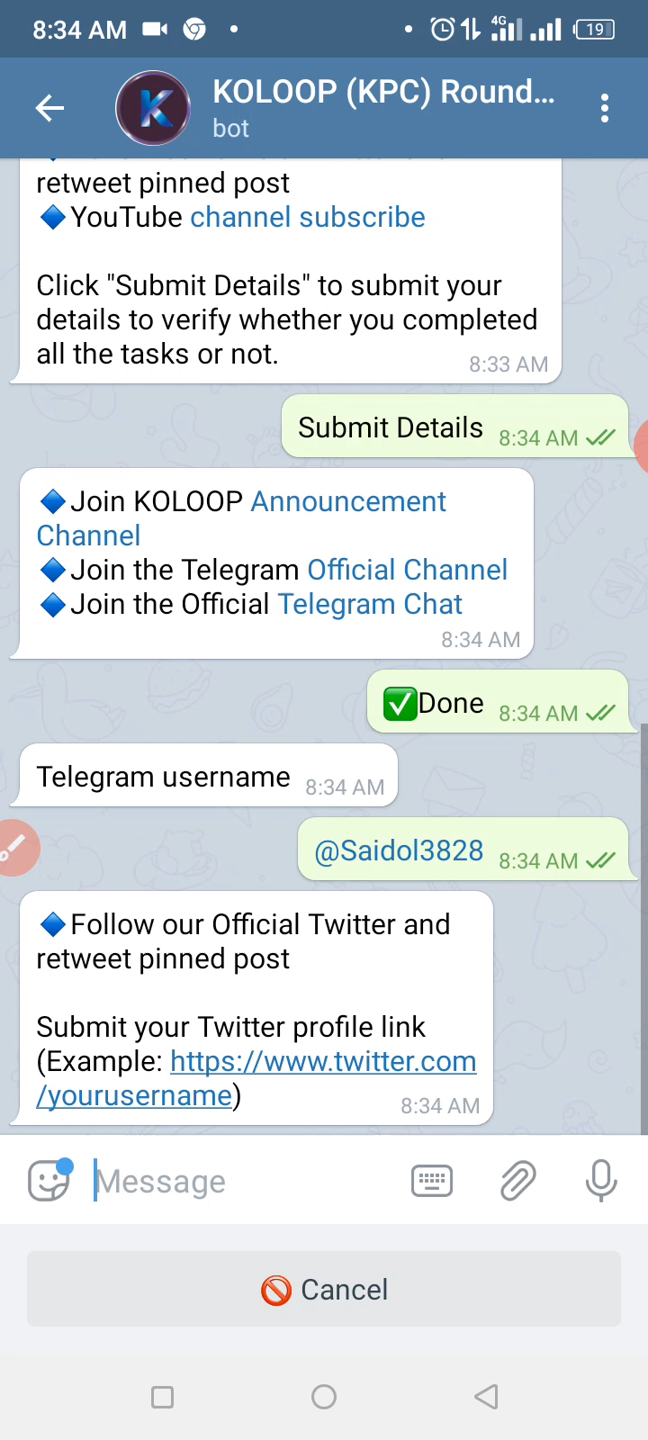 8:34 AM
4G
19
KOLOOP (KPC) Round...
bot
retweet pinned post
🔷YouTube channel subscribe
Click "Submit Details" to submit your
details to verify whether you completed
all the tasks or not.
8:33 AM
Submit Details
8:34 AM
🔷Join KOLOOP Announcement
Channel
🔷Join the Telegram Official Channel
🔷Join the Official Telegram Chat
8:34 AM
✅Done
8:34 AM
Telegram username
8:34 AM
@Saidol3828
8:34 AM
🔷Follow our Official Twitter and
retweet pinned post
Submit your Twitter profile link
(Example: https://www.twitter.com
/yourusername)
8:34 AM
Message
🚫 Cancel